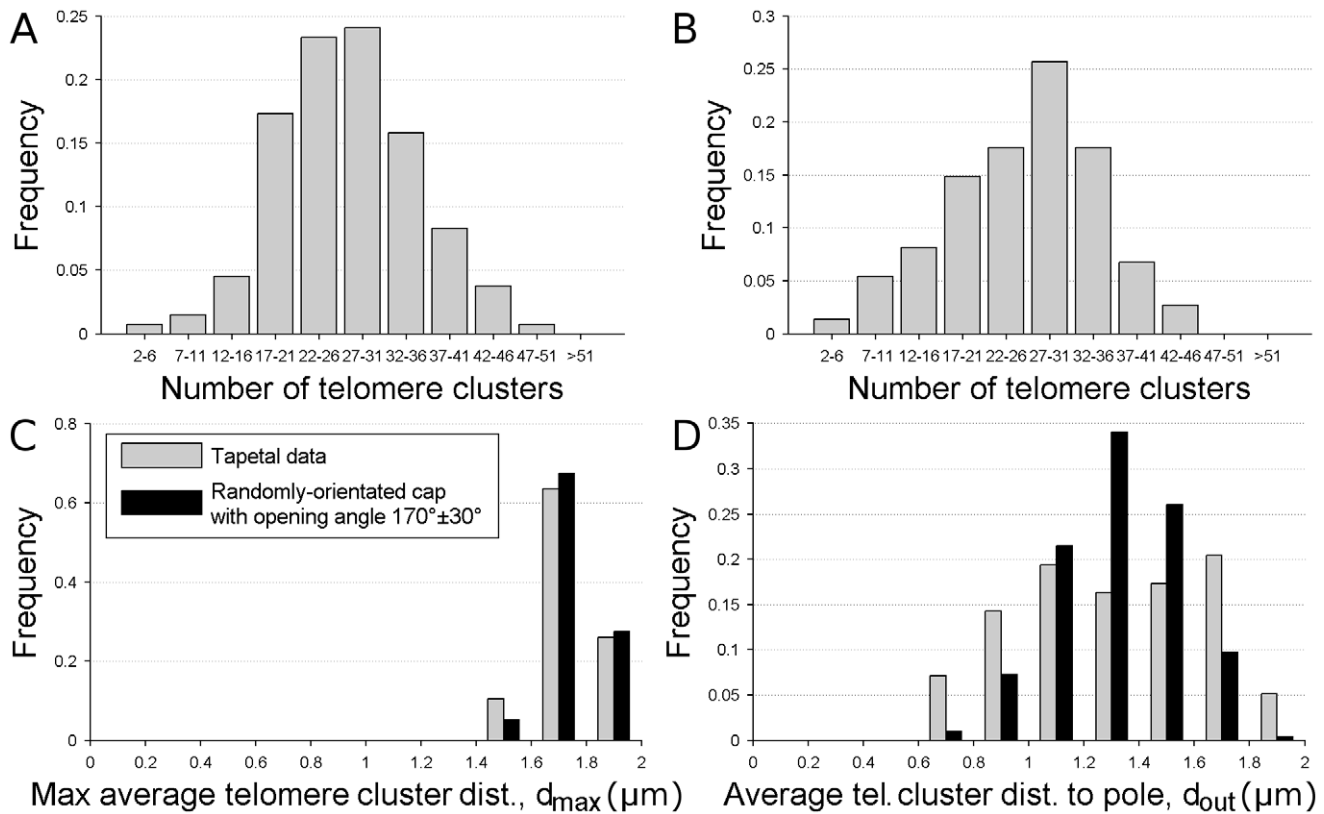 A
Frequency
0.25
0.2
0.15
0.1
0.05
0
2-6 7-11 12-16 17-21 22-26 27-31 32-36 37-41 42-46 47-51 >51
Number of telomere clusters
B
Frequency
0.3
0.25
0.2
0.15
0.1
0.05
0
2-6 7-11 12-16 17-21 22-26 27-31 32-36 37-41 42-46 47-51 >51
Number of telomere clusters
C
Frequency
0.8
0.6
0.4
0.2
0
Tapetal data
Randomly-orientated cap
with opening angle 170°±30°
0 0.2 0.4 0.6 0.8 1 1.2 1.4 1.6 1.8 2
Max average telomere cluster dist., dmax (µm)
D
Frequency
0.35
0.3
0.25
0.2
0.15
0.1
0.05
0
0 0.2 0.4 0.6 0.8 1 1.2 1.4 1.6 1.8 2
Average tel. cluster dist. to pole, dout (µm)